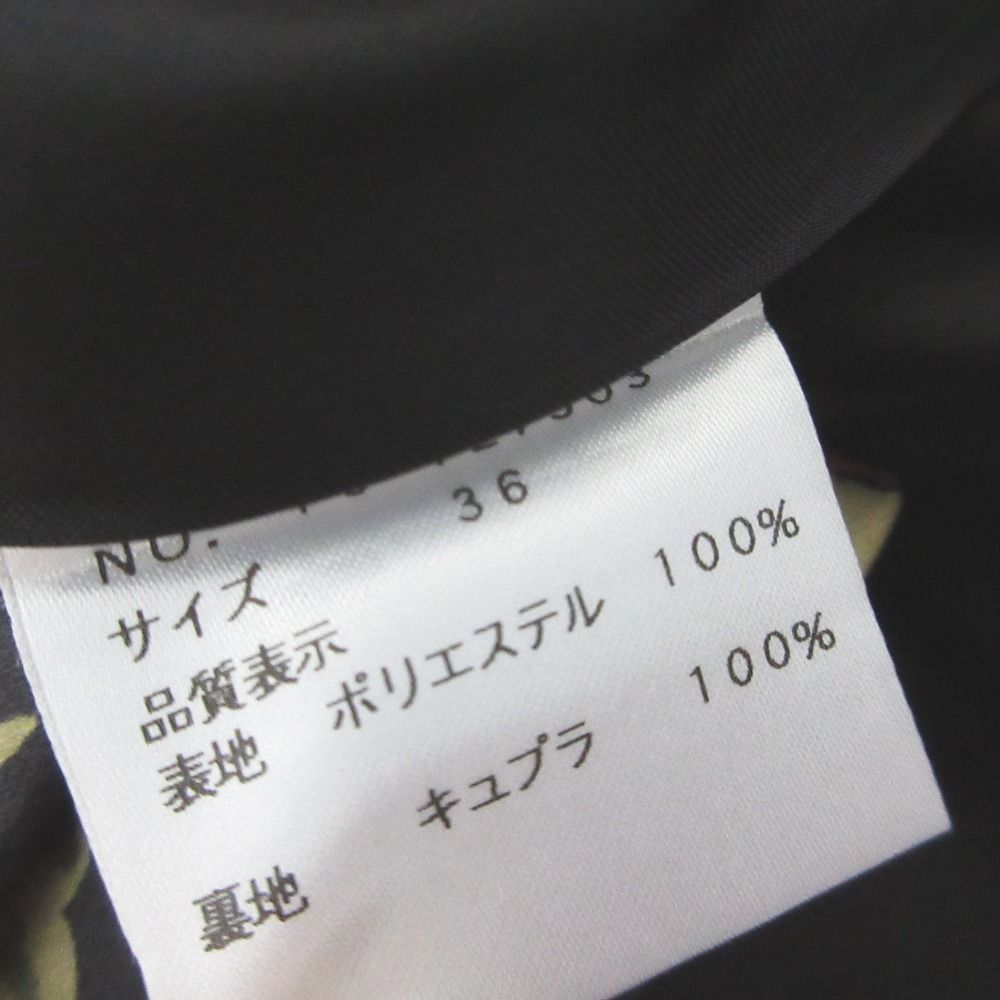 NO.
サイズ 36
品質表示
表地 ポリエステル 100%
裏地 キュプラ 100%